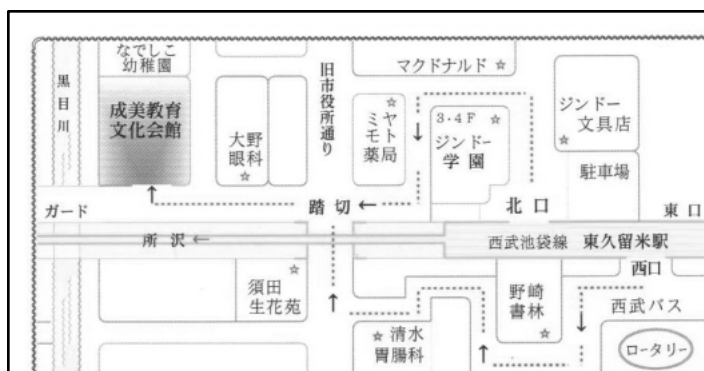 なでしこ
幼稚園
黒目川
成美教育
文化会館
旧市役所通り
大野
眼科
マクドナルド ☆
ミヤモト薬局
3・4F ☆
ジンドー
学園
ジンドー
文具店
駐車場
ガード
踏切 ←
北口
東口
所沢 ←
西武池袋線 東久留米駅
西口
須田
生花苑
野崎
書林
西武バス
ロータリー
☆ 清水
胃腸科